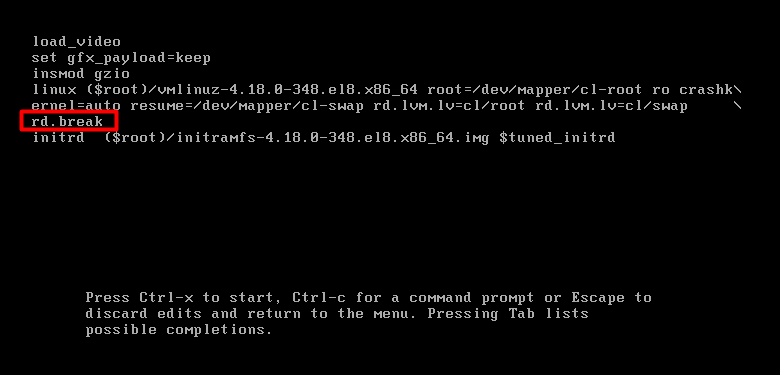 load_video
set gfx_payload=keep
insmod gzio
linux ($root)/vmlinuz-4.18.0-348.el8.x86_64 root=/dev/mapper/cl-root ro crashk\
ernel=auto resume=/dev/mapper/cl-swap rd.lvm.lv=cl/root rd.lvm.lv=cl/swap \
rd.break
initrd ($root)/initramfs-4.18.0-348.el8.x86_64.img $tuned_initrd
Press Ctrl-x to start, Ctrl-c for a command prompt or Escape to
discard edits and return to the menu. Pressing Tab lists
possible completions.